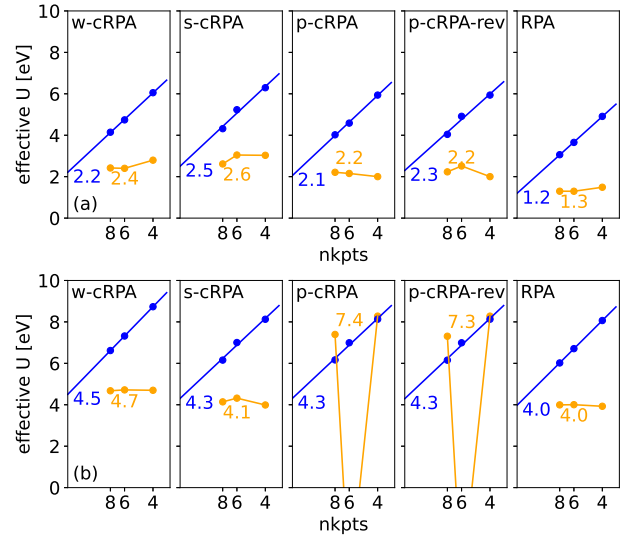 w-cRPA s-cRPA p-cRPA p-cRPA-rev RPA
effective U [eV]
10
8
6
4
2
0
2.2 2.4
2.5 2.6
2.1 2.2
2.3 2.2
1.2 1.3
(a)
8 6 4 8 6 4 8 6 4 8 6 4 8 6 4
nkpts
w-cRPA s-cRPA p-cRPA p-cRPA-rev RPA
effective U [eV]
10
8
6
4
2
0
4.5 4.7
4.3 4.1
4.3 7.4
4.3 7.3
4.0 4.0
(b)
8 6 4 8 6 4 8 6 4 8 6 4 8 6 4
nkpts